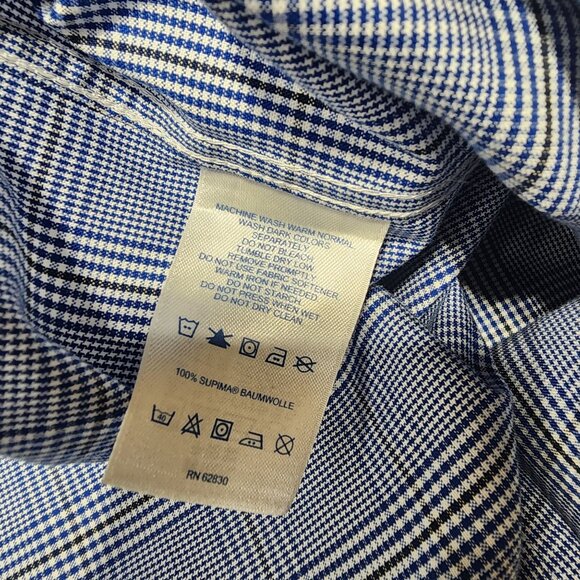 MACHINE WASH WARM NORMAL
WASH DARK COLORS
SEPARATELY
DO NOT BLEACH,
TUMBLE DRY LOW
REMOVE PROMPTLY,
DO NOT USE FABRIC SOFTENER
WARM IRON IF NEEDED
DO NOT STARCH
DO NOT PRESS WHEN WET
DO NOT DRY CLEAN
100% SUPIMA® BAUMWOLLE
40
RN 62830